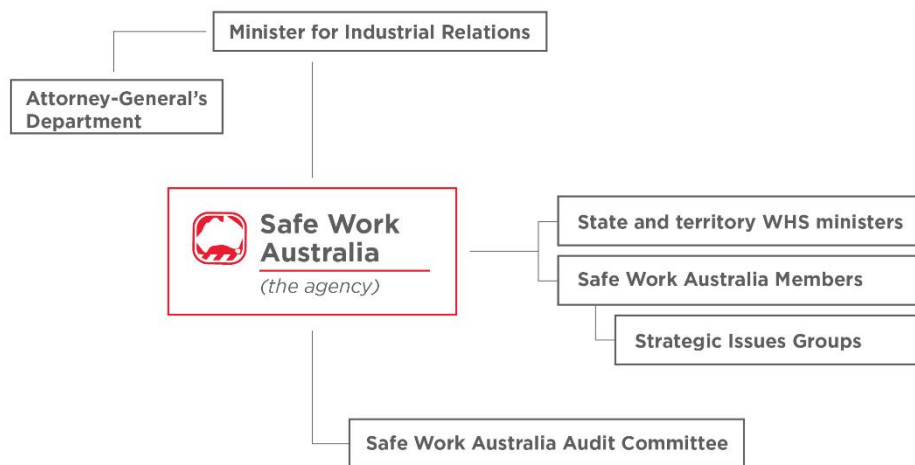 Minister for Industrial Relations
Attorney-General’s
Department
Safe Work
Australia
(the agency)
State and territory WHS ministers
Safe Work Australia Members
Strategic Issues Groups
Safe Work Australia Audit Committee